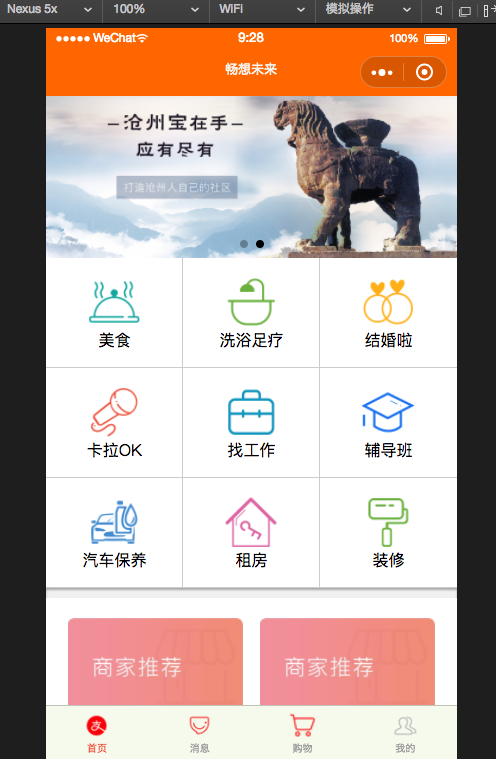 Nexus 5x 100% WiFi 模拟操作
WeChat 9:28 100%
畅想未来
沧州宝在手
应有尽有
打造沧州人自己的社区
美食 洗浴足疗 结婚啦
卡拉OK 找工作 辅导班
汽车保养 租房 装修
商家推荐 商家推荐
支
首页 消息 购物 我的